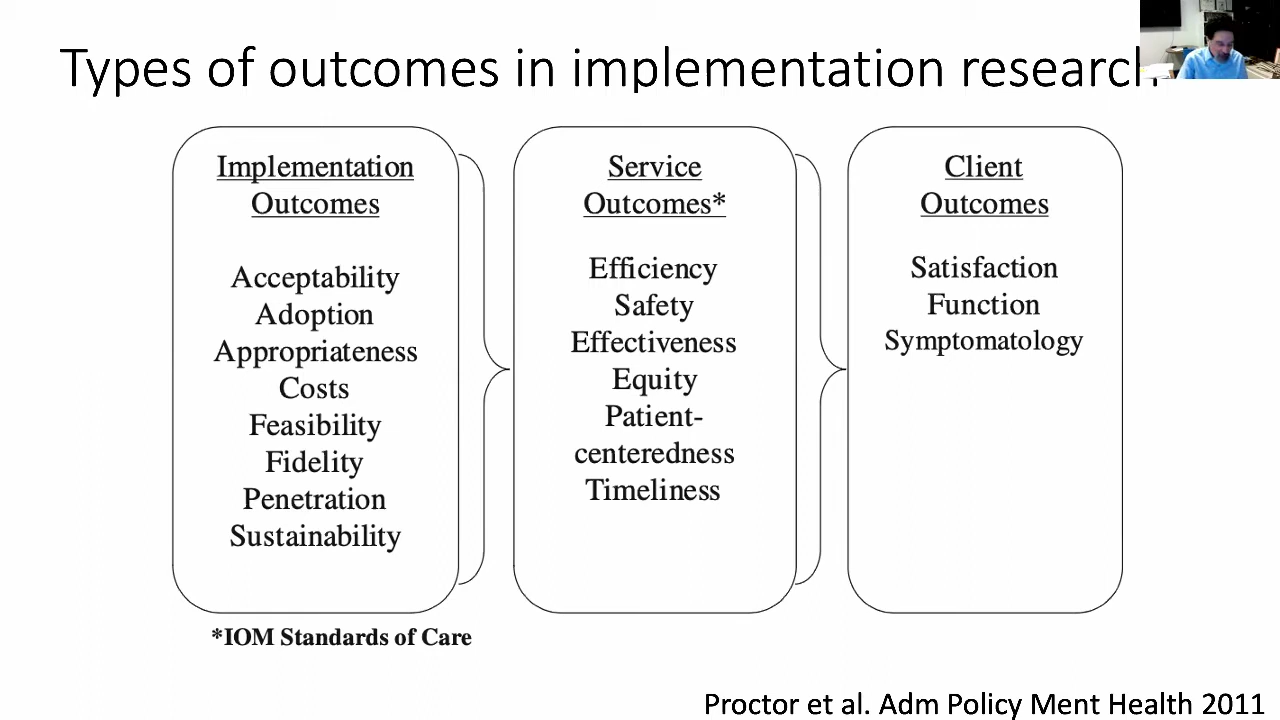 Types of outcomes in implementation research
Implementation
Outcomes
Acceptability
Adoption
Appropriateness
Costs
Feasibility
Fidelity
Penetration
Sustainability
Service
Outcomes*
Efficiency
Safety
Effectiveness
Equity
Patient-
centeredness
Timeliness
Client
Outcomes
Satisfaction
Function
Symptomatology
*IOM Standards of Care
Proctor et al. Adm Policy Ment Health 2011